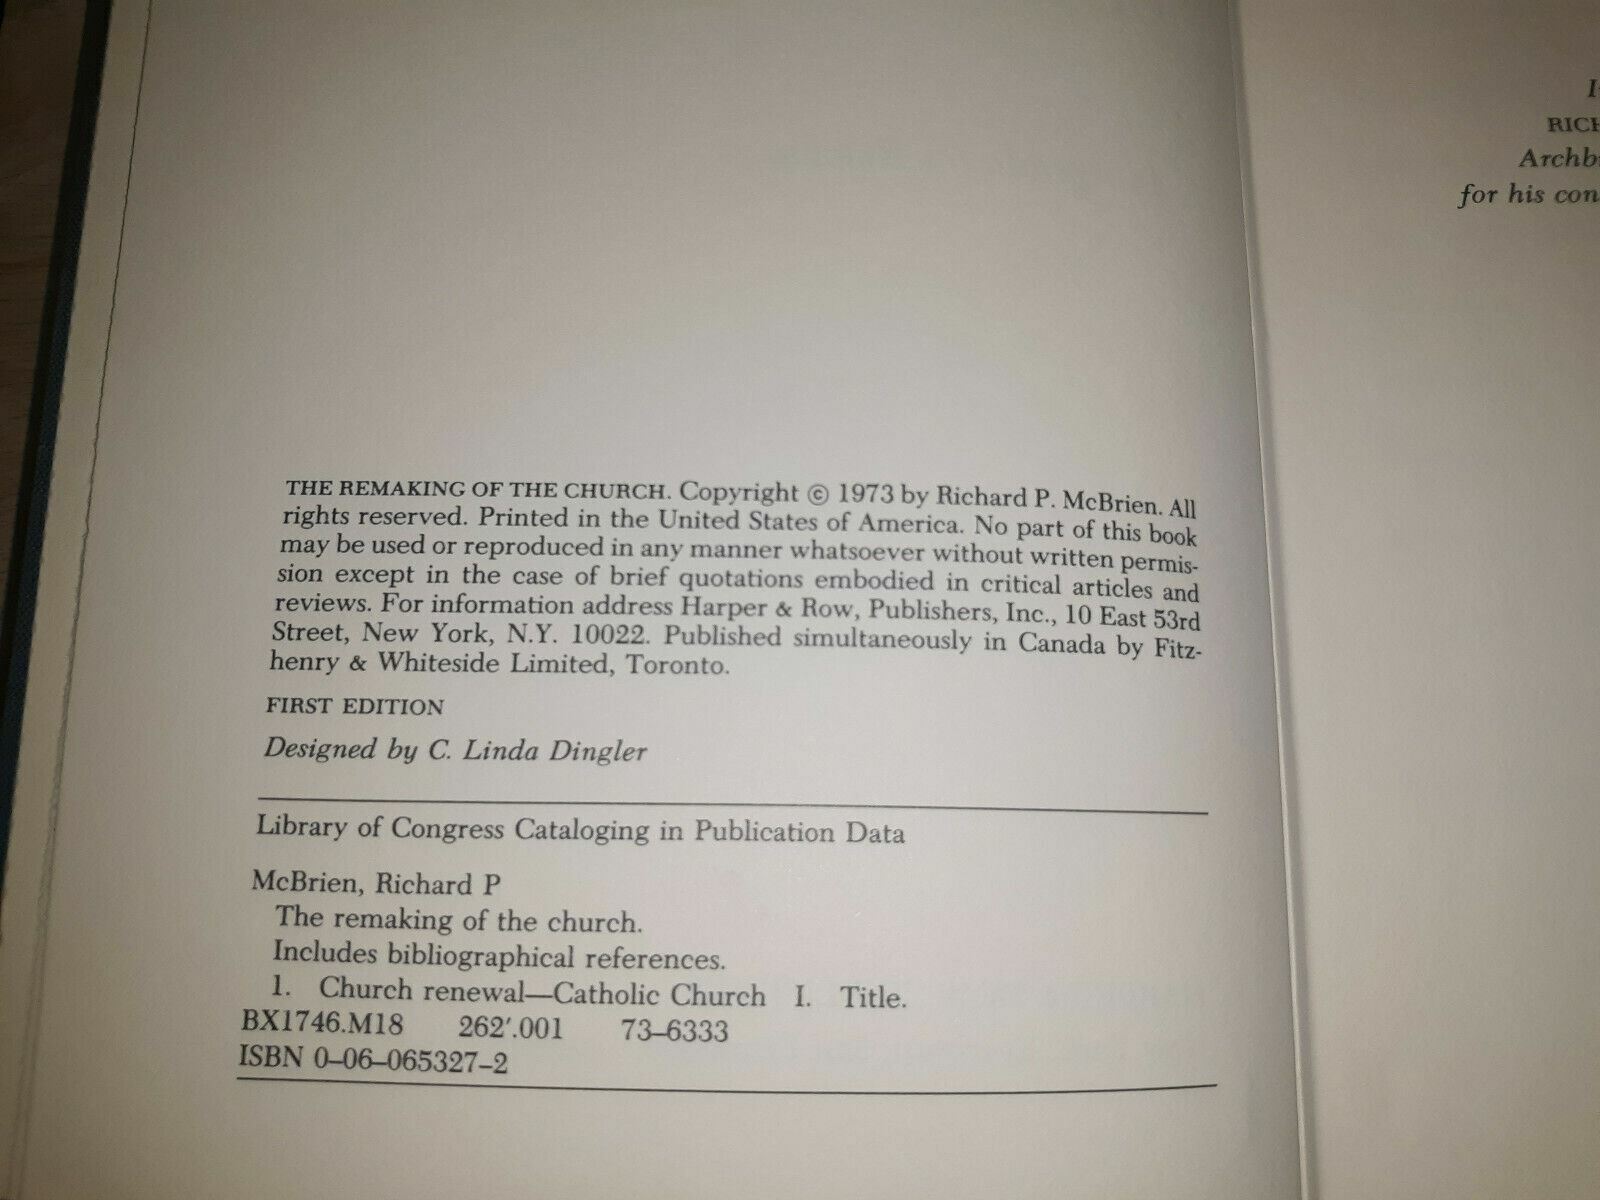 THE REMAKING OF THE CHURCH. Copyright © 1973 by Richard P. McBrien. All
rights reserved. Printed in the United States of America. No part of this book
may be used or reproduced in any manner whatsoever without written permis-
sion except in the case of brief quotations embodied in critical articles and
reviews. For information address Harper & Row, Publishers, Inc., 10 East 53rd
Street, New York, N.Y. 10022. Published simultaneously in Canada by Fitz-
henry & Whiteside Limited, Toronto.
FIRST EDITION
Designed by C. Linda Dingler
Library of Congress Cataloging in Publication Data
McBrien, Richard P
The remaking of the church.
Includes bibliographical references.
1. Church renewal—Catholic Church I. Title.
BX1746.M18 262'.001 73–6333
ISBN 0–06–065327–2
RICH
Archb
for his con